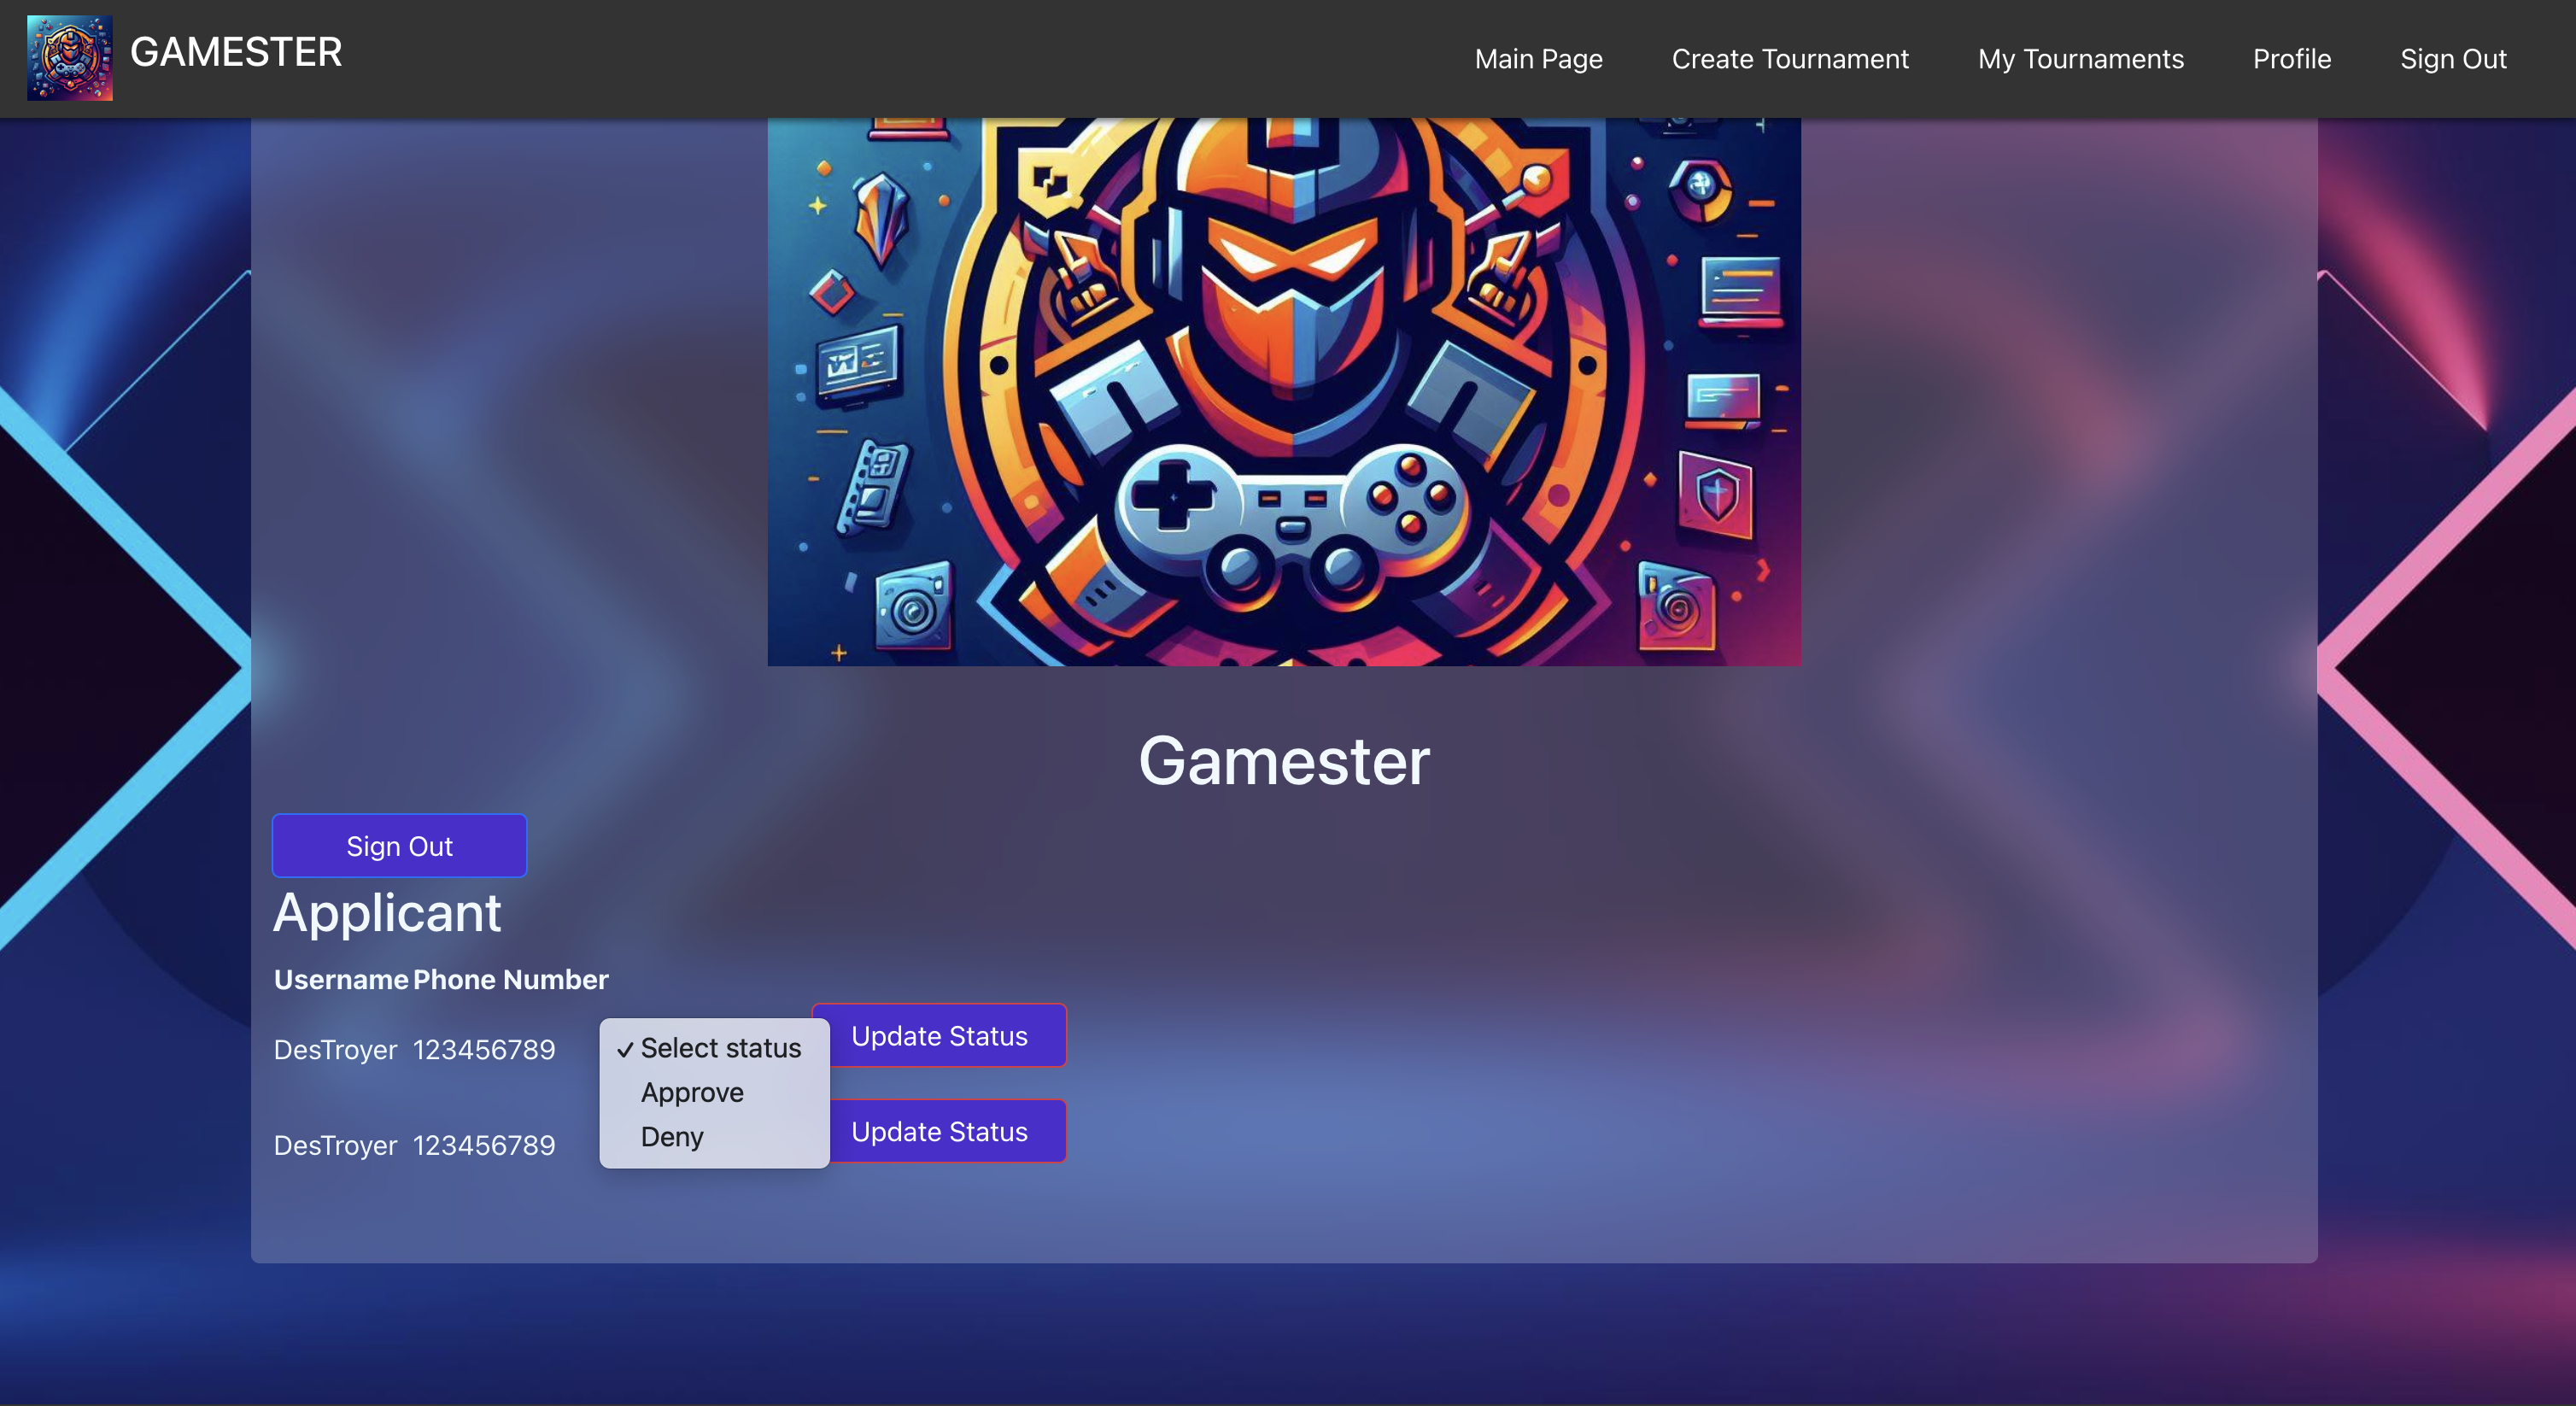 GAMESTER
Main Page Create Tournament My Tournaments Profile Sign Out
Gamester
Sign Out
Applicant
Username Phone Number
DesTroyer 123456789 ✓ Select status Update Status
Approve
DesTroyer 123456789 Deny Update Status